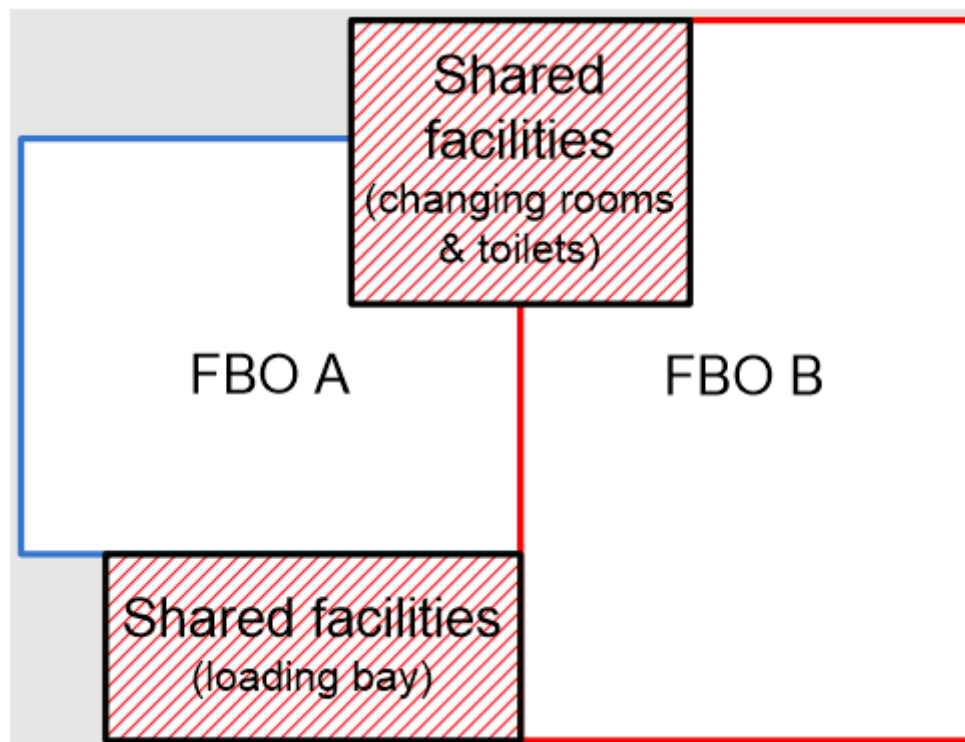 Shared
facilities
(changing rooms
& toilets)
FBO A
FBO B
Shared facilities
(loading bay)